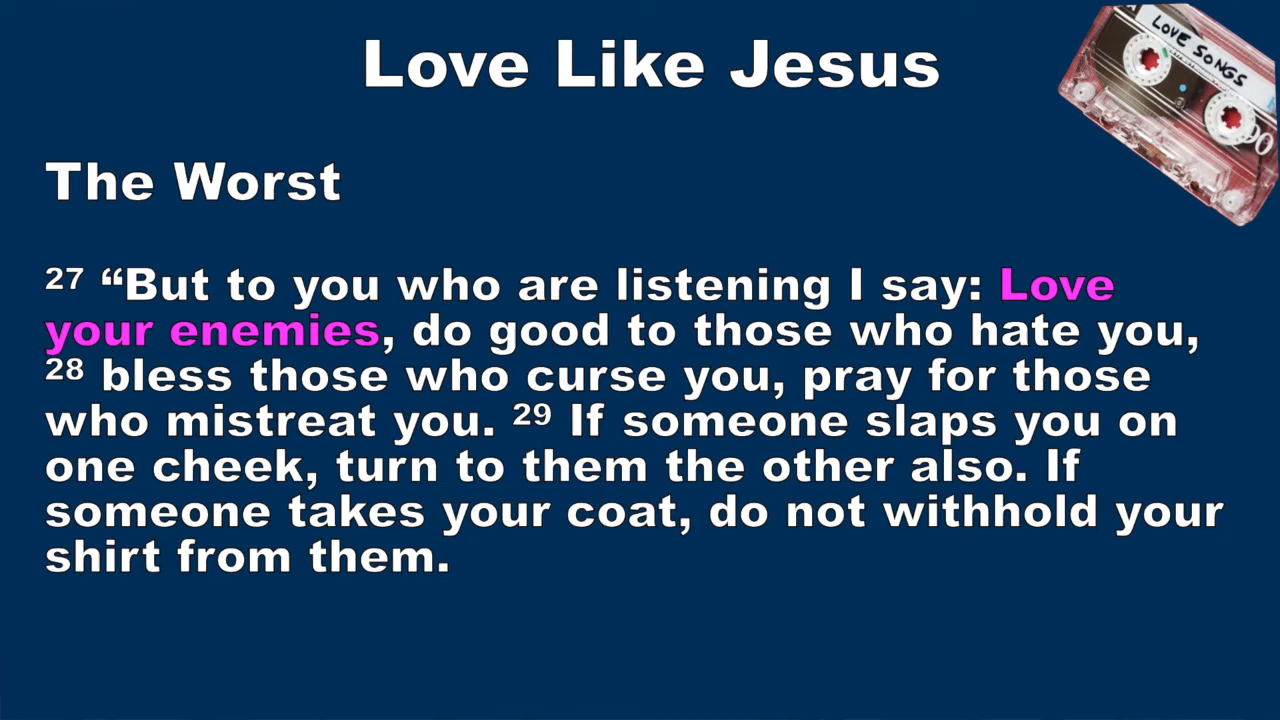 Love Like Jesus
LOVE SONGS
90
The Worst
27 “But to you who are listening I say: Love
your enemies, do good to those who hate you,
28 bless those who curse you, pray for those
who mistreat you. 29 If someone slaps you on
one cheek, turn to them the other also. If
someone takes your coat, do not withhold your
shirt from them.